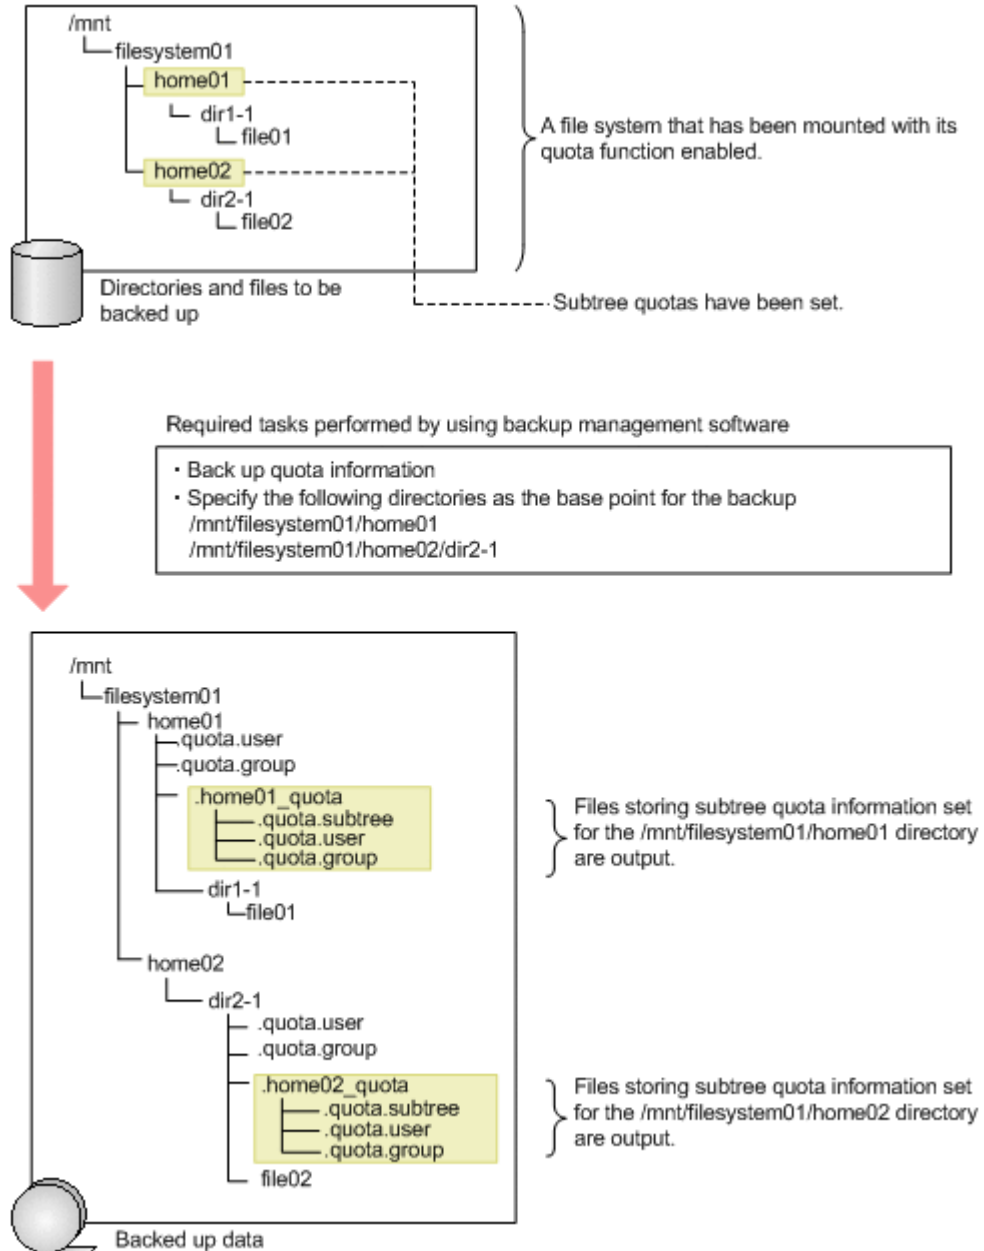 /mnt
filesystem01
home01
dir1-1
file01
home02
dir2-1
file02
A file system that has been mounted with its
quota function enabled.
Directories and files to be
backed up
Subtree quotas have been set.
Required tasks performed by using backup management software
・Back up quota information
・Specify the following directories as the base point for the backup
/mnt/filesystem01/home01
/mnt/filesystem01/home02/dir2-1
/mnt
filesystem01
home01
.quota.user
.quota.group
.home01_quota
.quota.subtree
.quota.user
.quota.group
Files storing subtree quota information set
for the /mnt/filesystem01/home01 directory
are output.
dir1-1
file01
home02
dir2-1
.quota.user
.quota.group
.home02_quota
.quota.subtree
.quota.user
.quota.group
Files storing subtree quota information set
for the /mnt/filesystem01/home02 directory
are output.
file02
Backed up data